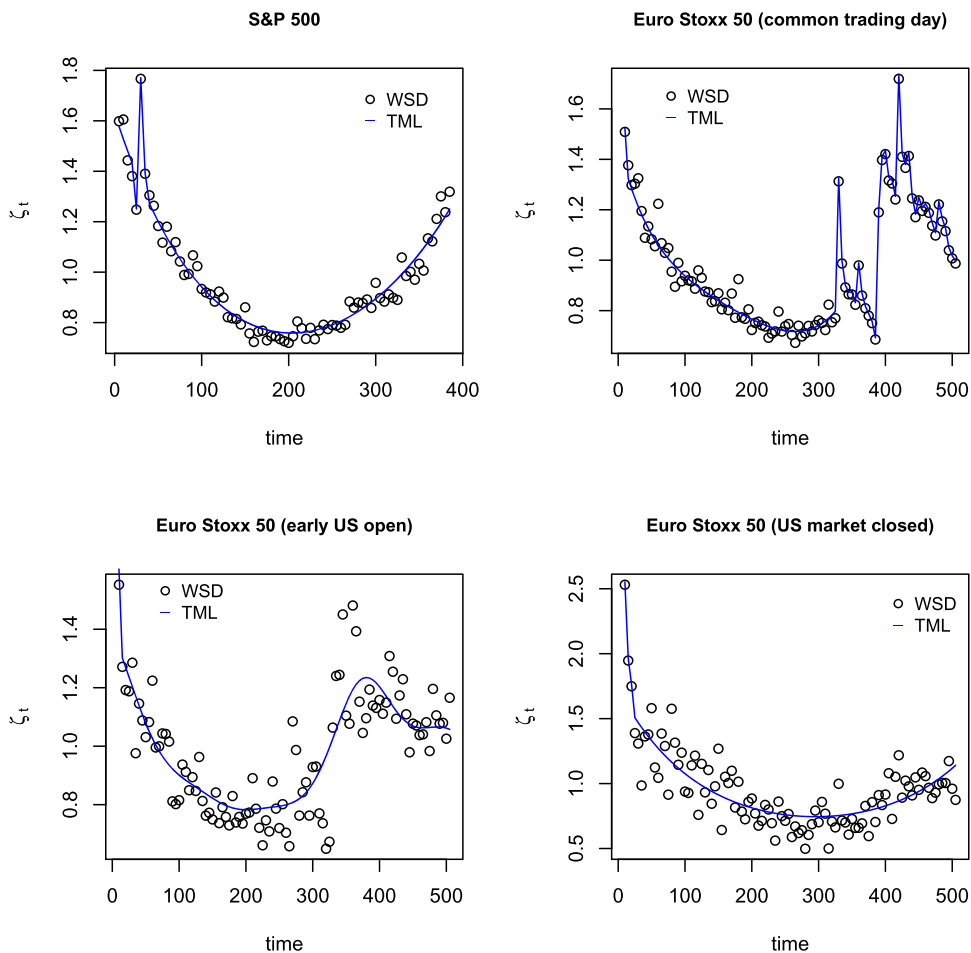 S&P 500
1.8
1.6
1.4
1.2
1.0
0.8
ζ t
WSD
TML
0 100 200 300 400
time
Euro Stoxx 50 (common trading day)
1.6
1.4
1.2
1.0
0.8
ζ t
WSD
TML
0 100 200 300 400 500
time
Euro Stoxx 50 (early US open)
1.4
1.2
1.0
0.8
ζ t
WSD
TML
0 100 200 300 400 500
time
Euro Stoxx 50 (US market closed)
2.5
2.0
1.5
1.0
0.5
ζ t
WSD
TML
0 100 200 300 400 500
time